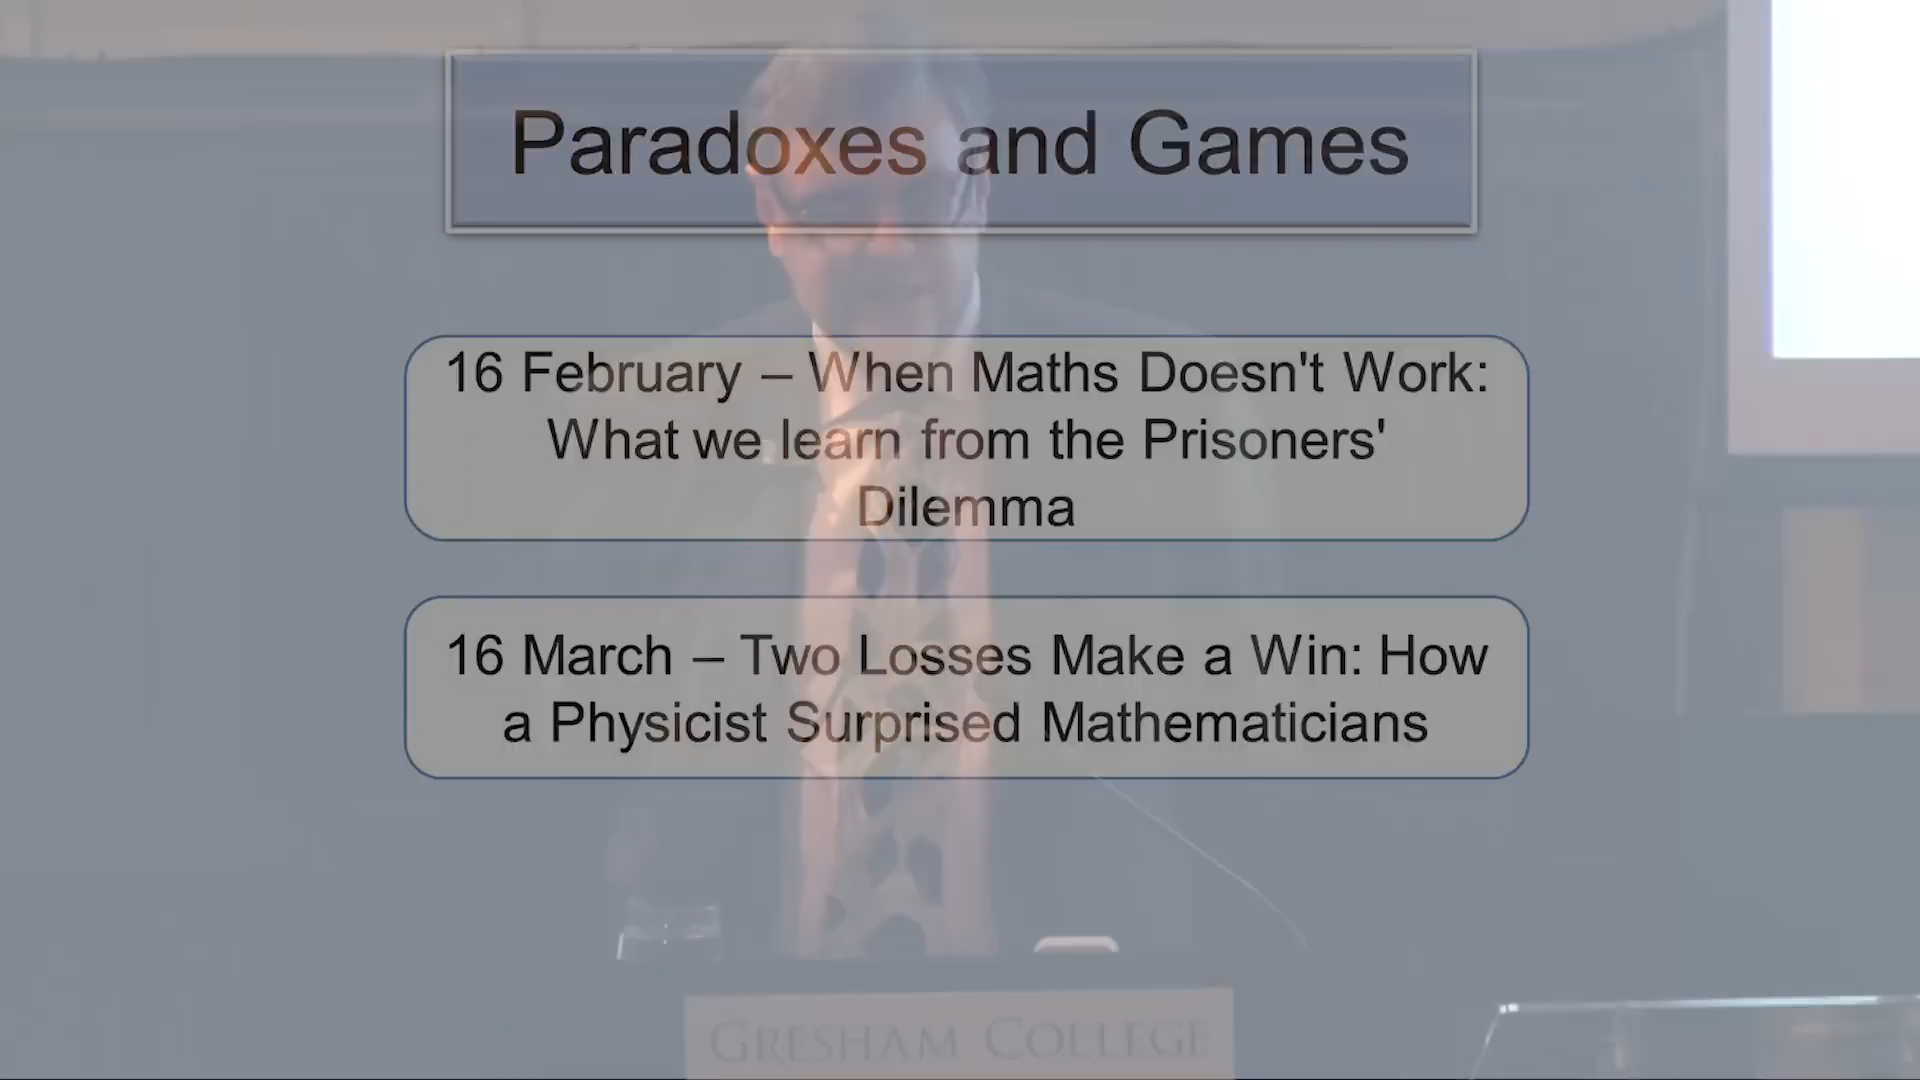 Paradoxes and Games
16 February – When Maths Doesn't Work:
What we learn from the Prisoners'
Dilemma
16 March – Two Losses Make a Win: How
a Physicist Surprised Mathematicians
GRESHAM COLLEGE